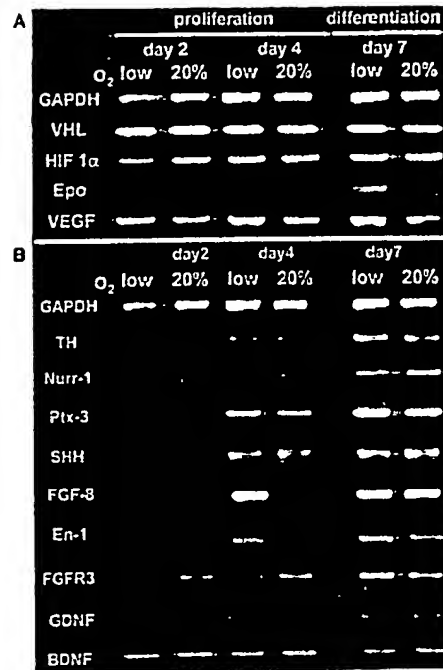 A
proliferation differentiation
day 2 day 4 day 7
O2 low 20% low 20% low 20%
GAPDH
VHL
HIF 1α
Epo
VEGF
B
day2 day4 day7
O2 low 20% low 20% low 20%
GAPDH
TH
Nurr-1
Ptx-3
SHH
FGF-8
En-1
FGFR3
GDNF
BDNF